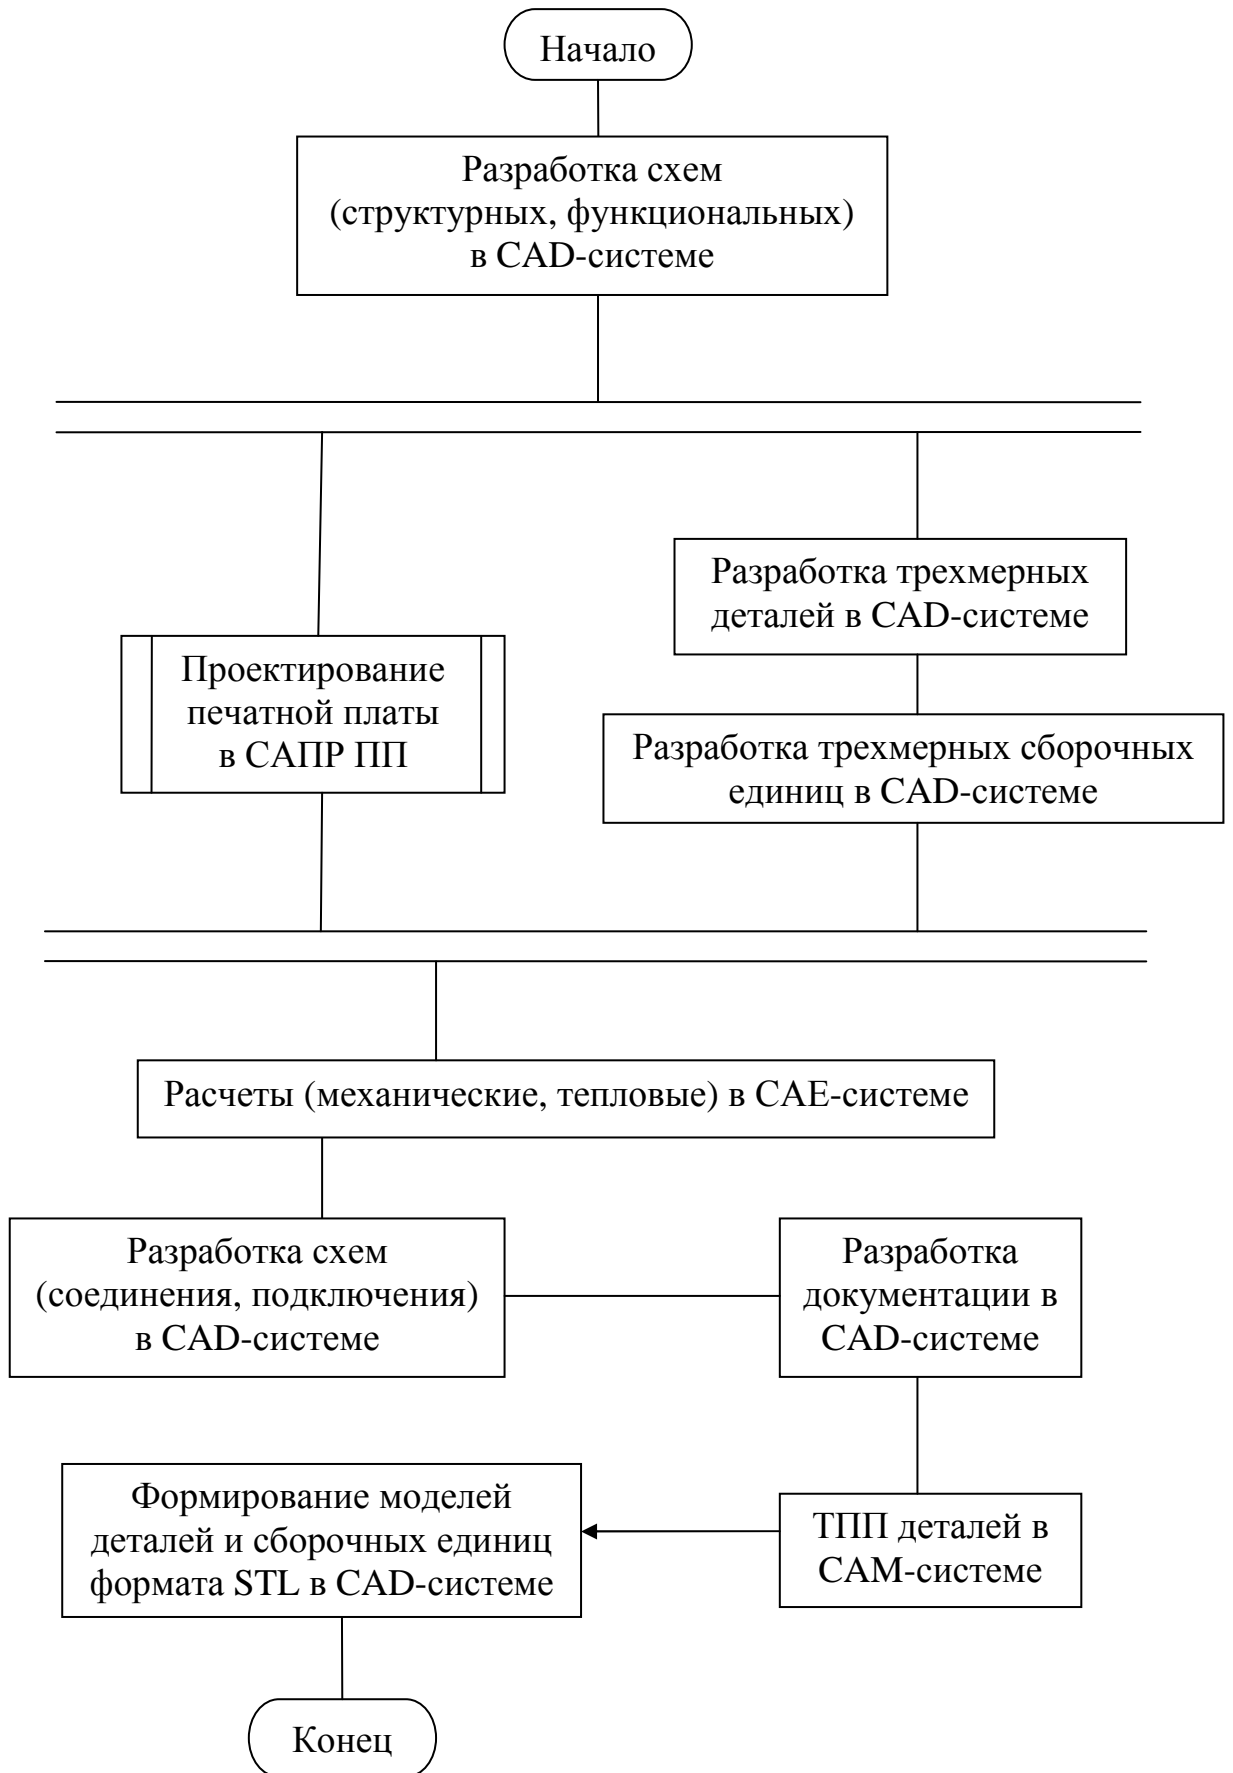 Начало
Разработка схем
(структурных, функциональных)
в CAD-системе
Разработка трехмерных
деталей в CAD-системе
Проектирование
печатной платы
в САПР ПП
Разработка трехмерных сборочных
единиц в CAD-системе
Расчеты (механические, тепловые) в CAE-системе
Разработка схем
(соединения, подключения)
в CAD-системе
Разработка
документации в
CAD-системе
Формирование моделей
деталей и сборочных единиц
формата STL в CAD-системе
ТПП деталей в
CAM-системе
Конец